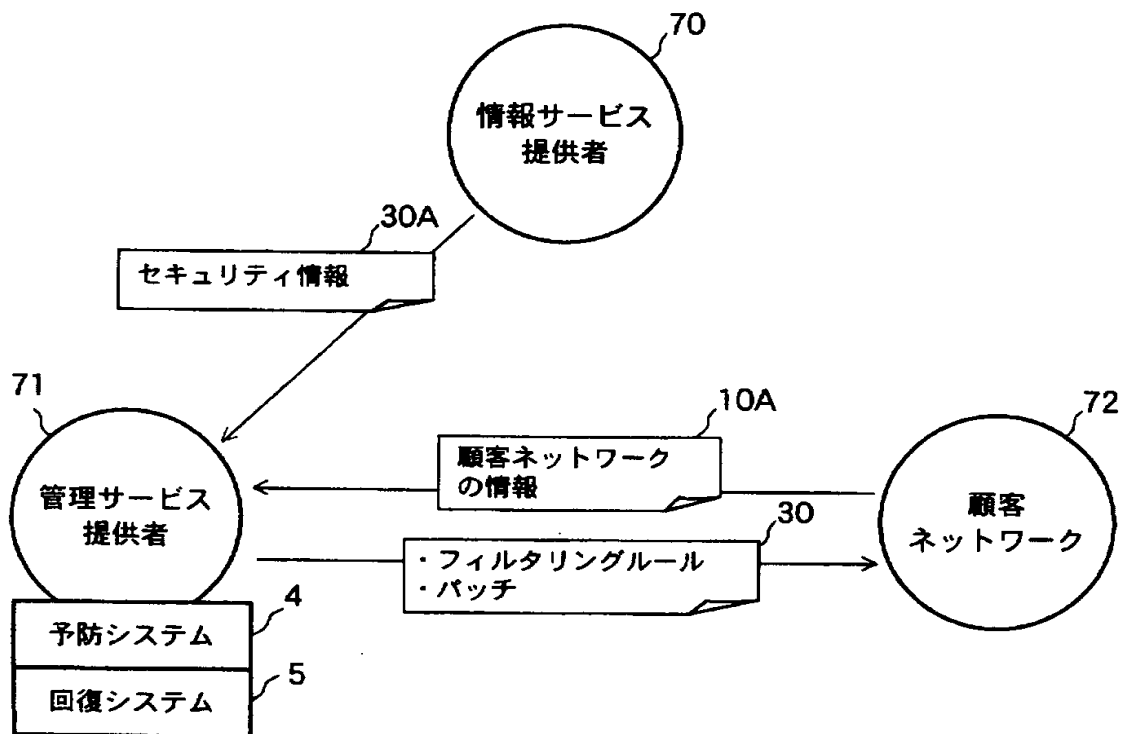 70
情報サービス
提供者
30A
セキュリティ情報
71
管理サービス
提供者
10A
顧客ネットワーク
の情報
72
顧客
ネットワーク
30
・フィルタリングルール
・パッチ
4
予防システム
5
回復システム